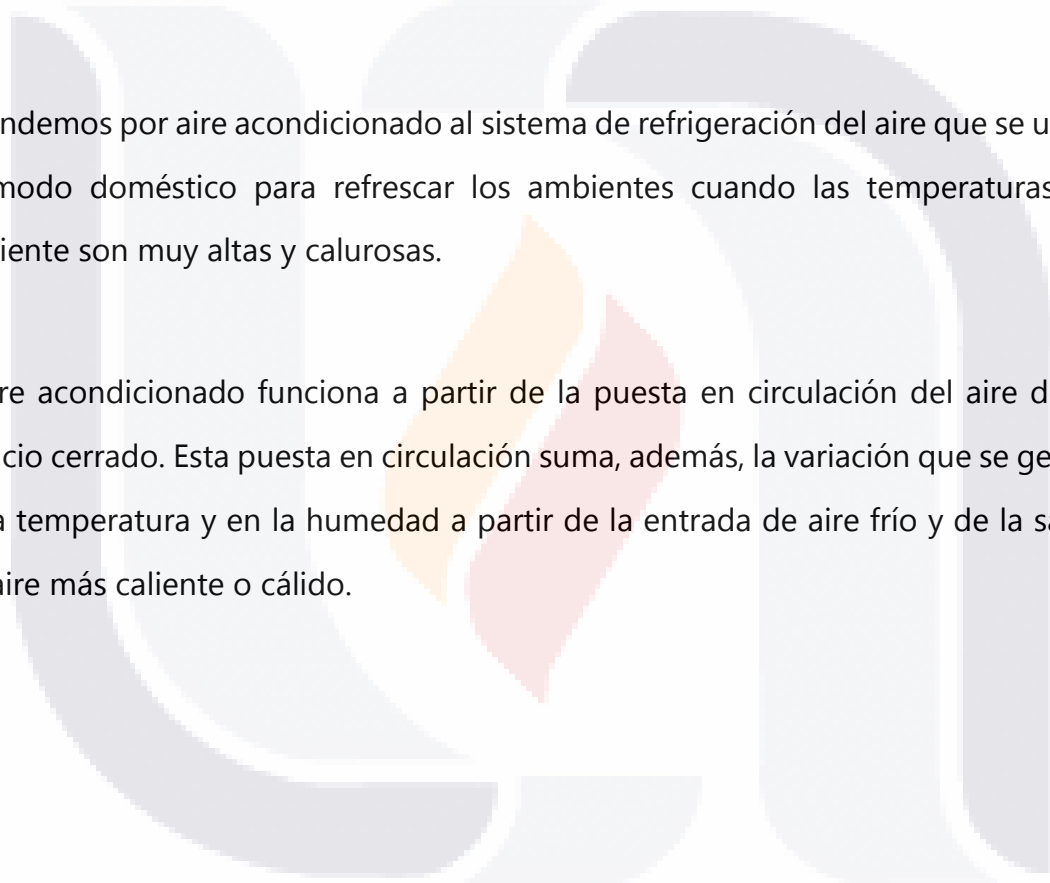 ndemos por aire acondicionado al sistema de refrigeración del aire que se u
modo doméstico para refrescar los ambientes cuando las temperaturas
iente son muy altas y calurosas.
re acondicionado funciona a partir de la puesta en circulación del aire d
cio cerrado. Esta puesta en circulación suma, además, la variación que se ge
a temperatura y en la humedad a partir de la entrada de aire frío y de la sa
aire más caliente o cálido.